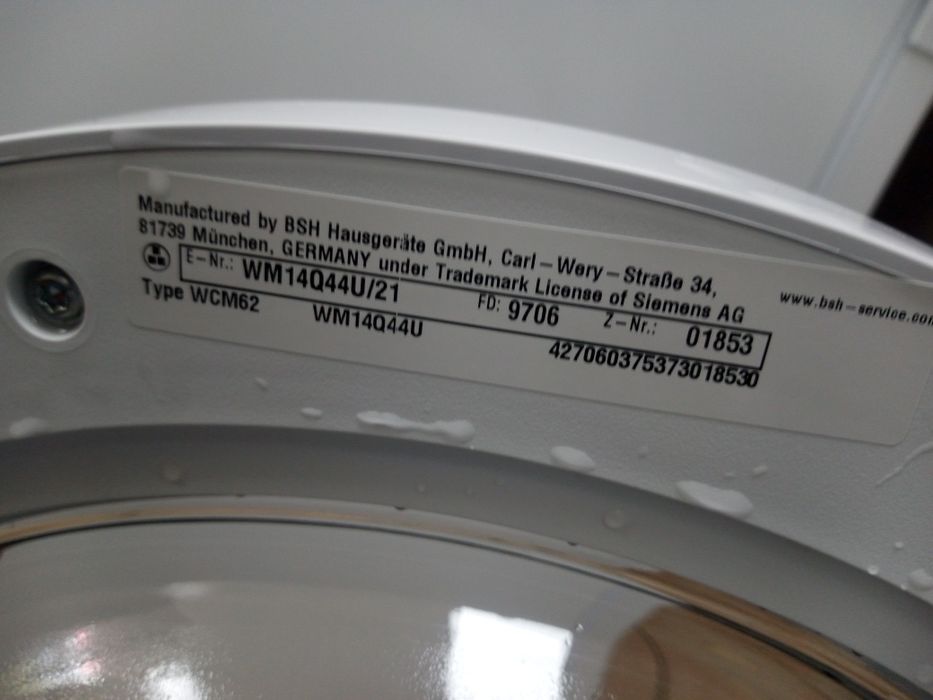 Manufactured by BSH Hausgeräte GmbH, Carl-Wery-Straße 34,
81739 München, GERMANY under Trademark License of Siemens AG
www.bsh-service.com
E-Nr.: WM14Q44U/21 FD: 9706 Z-Nr.: 01853
Type WCM62 WM14Q44U 427060375373018530